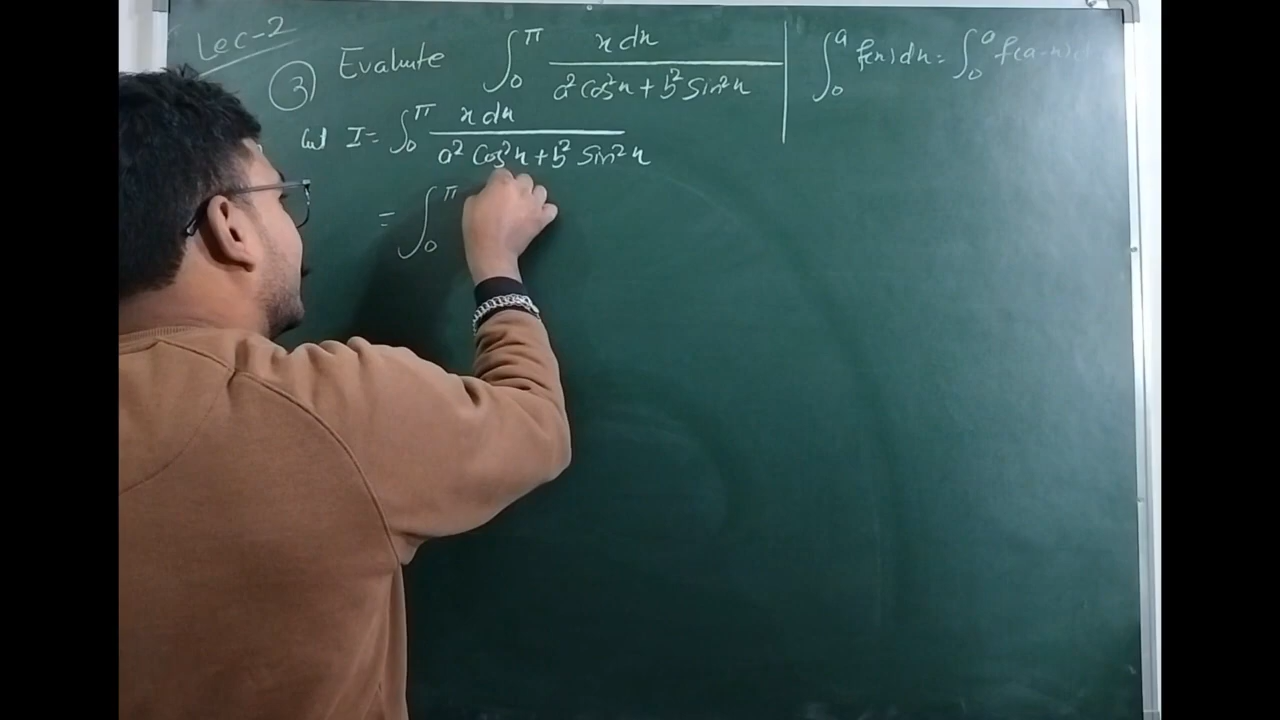 Lec-2
③ Evaluate ∫₀^π x dx / (a² Cos²x + b² Sin²x)
∫₀^a f(x) dx = ∫₀^a f(a-x) d
let I = ∫₀^π x dx / (a² Cos²x + b² Sin²x)
= ∫₀^π